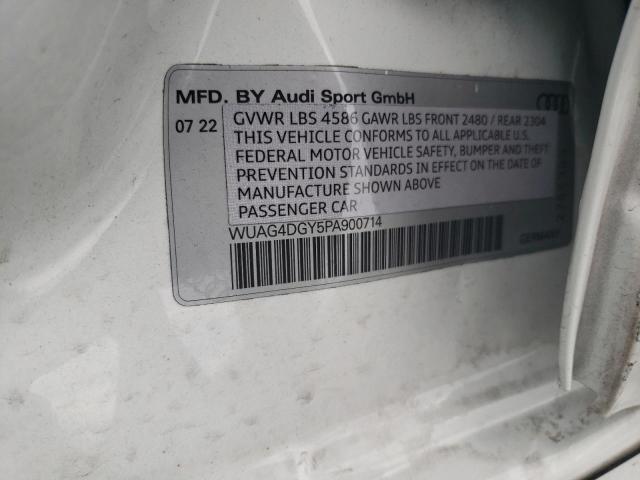 MFD. BY Audi Sport GmbH
07 22
GVWR LBS 4586 GAWR LBS FRONT 2480 / REAR 2304
THIS VEHICLE CONFORMS TO ALL APPLICABLE U.S.
FEDERAL MOTOR VEHICLE SAFETY, BUMPER AND THEFT
PREVENTION STANDARDS IN EFFECT ON THE DATE OF
MANUFACTURE SHOWN ABOVE
PASSENGER CAR
WUAG4DGY5PA900714
GERMANY